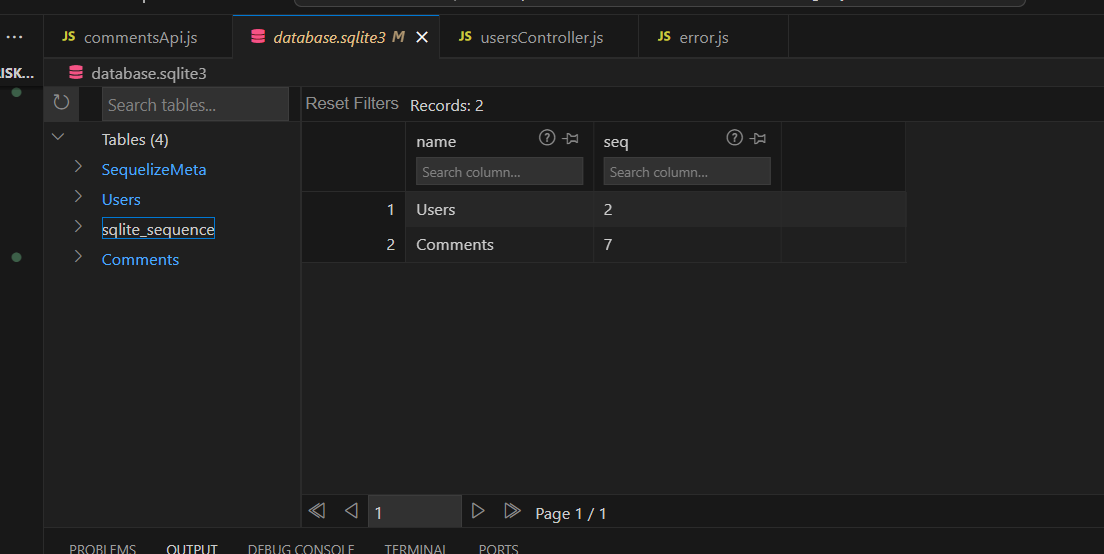 JS commentsApi.js
database.sqlite3 M
JS usersController.js
JS error.js
ISK...
database.sqlite3
Search tables...
Reset Filters Records: 2
Tables (4)
SequelizeMeta
Users
sqlite_sequence
Comments
name seq
Search column... Search column...
1 Users 2
2 Comments 7
1 Page 1 / 1
PROBLEMS OUTPUT DEBUG CONSOLE TERMINAL PORTS